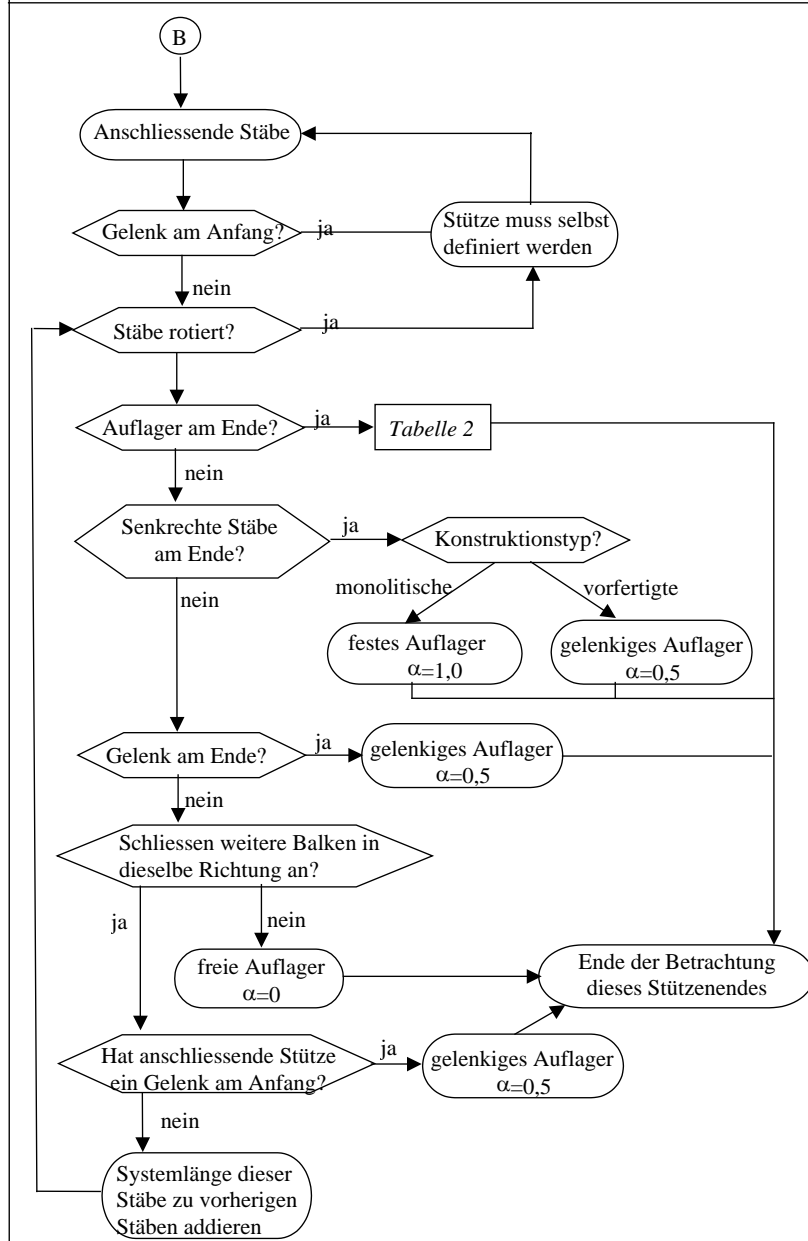 B
Anschliessende Stäbe
Gelenk am Anfang?
ja
Stütze muss selbst
definiert werden
nein
Stäbe rotiert?
ja
Auflager am Ende?
ja
Tabelle 2
nein
Senkrechte Stäbe
am Ende?
ja
Konstruktionstyp?
nein
monolitische
vorfertigte
festes Auflager
α=1,0
gelenkiges Auflager
α=0,5
Gelenk am Ende?
ja
gelenkiges Auflager
α=0,5
nein
Schliessen weitere Balken in
dieselbe Richtung an?
ja
nein
freie Auflager
α=0
Ende der Betrachtung
dieses Stützenendes
Hat anschliessende Stütze
ein Gelenk am Anfang?
ja
gelenkiges Auflager
α=0,5
nein
Systemlänge dieser
Stäbe zu vorherigen
Stäben addieren